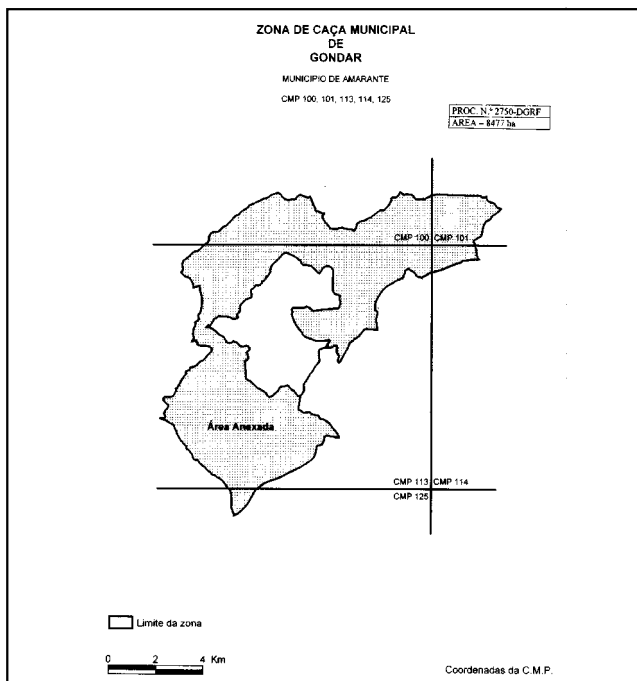 ZONA DE CAÇA MUNICIPAL
DE
GONDAR
MUNICIPIO DE AMARANTE
CMP 100, 101, 113, 114, 125
PROC. N.º 2750-DGRF
AREA – 8477 ha
CMP 100 CMP 101
Área Anexada
CMP 113 CMP 114
CMP 125
Limite da zona
0 2 4 Km
Coordenadas da C.M.P.